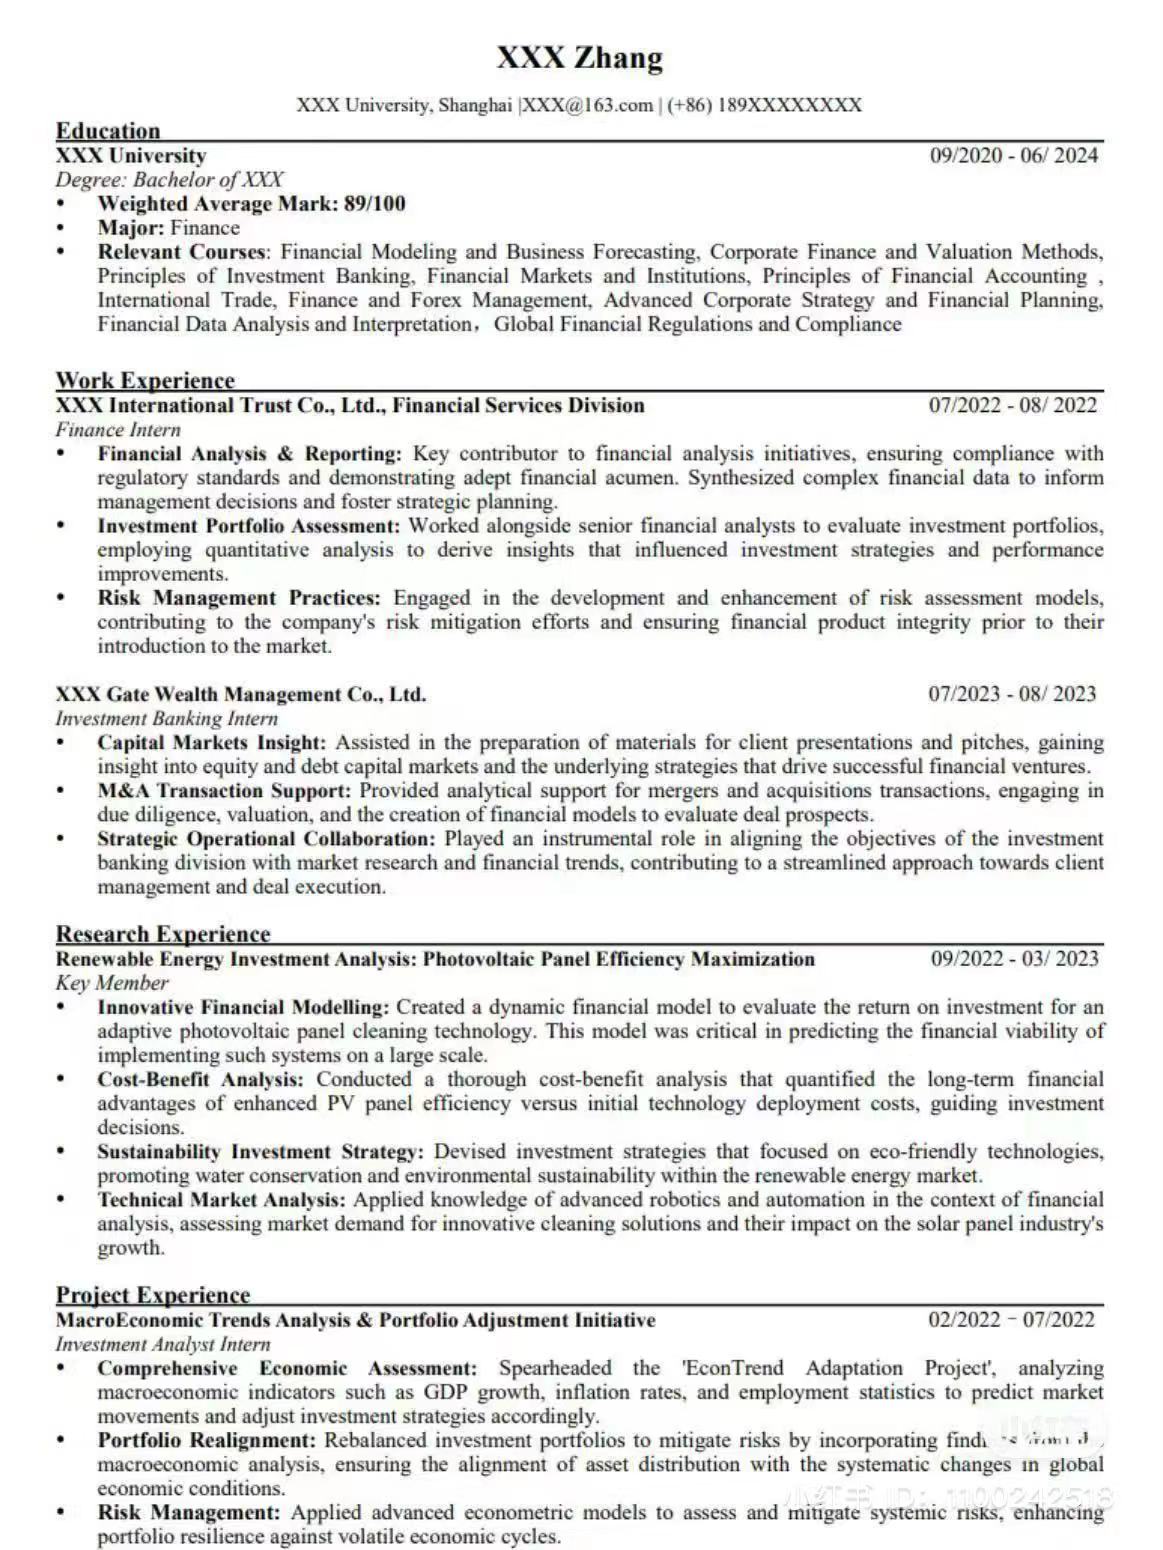 XXX Zhang
XXX University, Shanghai |XXX@163.com | (+86) 189XXXXXXXX
Education
XXX University 09/2020 - 06/ 2024
Degree: Bachelor of XXX
• Weighted Average Mark: 89/100
• Major: Finance
• Relevant Courses: Financial Modeling and Business Forecasting, Corporate Finance and Valuation Methods,
Principles of Investment Banking, Financial Markets and Institutions, Principles of Financial Accounting ,
International Trade, Finance and Forex Management, Advanced Corporate Strategy and Financial Planning,
Financial Data Analysis and Interpretation，Global Financial Regulations and Compliance
Work Experience
XXX International Trust Co., Ltd., Financial Services Division 07/2022 - 08/ 2022
Finance Intern
• Financial Analysis & Reporting: Key contributor to financial analysis initiatives, ensuring compliance with
regulatory standards and demonstrating adept financial acumen. Synthesized complex financial data to inform
management decisions and foster strategic planning.
• Investment Portfolio Assessment: Worked alongside senior financial analysts to evaluate investment portfolios,
employing quantitative analysis to derive insights that influenced investment strategies and performance
improvements.
• Risk Management Practices: Engaged in the development and enhancement of risk assessment models,
contributing to the company's risk mitigation efforts and ensuring financial product integrity prior to their
introduction to the market.
XXX Gate Wealth Management Co., Ltd. 07/2023 - 08/ 2023
Investment Banking Intern
• Capital Markets Insight: Assisted in the preparation of materials for client presentations and pitches, gaining
insight into equity and debt capital markets and the underlying strategies that drive successful financial ventures.
• M&A Transaction Support: Provided analytical support for mergers and acquisitions transactions, engaging in
due diligence, valuation, and the creation of financial models to evaluate deal prospects.
• Strategic Operational Collaboration: Played an instrumental role in aligning the objectives of the investment
banking division with market research and financial trends, contributing to a streamlined approach towards client
management and deal execution.
Research Experience
Renewable Energy Investment Analysis: Photovoltaic Panel Efficiency Maximization 09/2022 - 03/ 2023
Key Member
• Innovative Financial Modelling: Created a dynamic financial model to evaluate the return on investment for an
adaptive photovoltaic panel cleaning technology. This model was critical in predicting the financial viability of
implementing such systems on a large scale.
• Cost-Benefit Analysis: Conducted a thorough cost-benefit analysis that quantified the long-term financial
advantages of enhanced PV panel efficiency versus initial technology deployment costs, guiding investment
decisions.
• Sustainability Investment Strategy: Devised investment strategies that focused on eco-friendly technologies,
promoting water conservation and environmental sustainability within the renewable energy market.
• Technical Market Analysis: Applied knowledge of advanced robotics and automation in the context of financial
analysis, assessing market demand for innovative cleaning solutions and their impact on the solar panel industry's
growth.
Project Experience
MacroEconomic Trends Analysis & Portfolio Adjustment Initiative 02/2022 – 07/2022
Investment Analyst Intern
• Comprehensive Economic Assessment: Spearheaded the 'EconTrend Adaptation Project', analyzing
macroeconomic indicators such as GDP growth, inflation rates, and employment statistics to predict market
movements and adjust investment strategies accordingly.
• Portfolio Realignment: Rebalanced investment portfolios to mitigate risks by incorporating
macroeconomic analysis, ensuring the alignment of asset distribution with the systematic changes in global
economic conditions.
• Risk Management: Applied advanced econometric models to assess and mitigate systemic risks, enhancing
portfolio resilience against volatile economic cycles.
小红书
小红书 ID: 1100242518